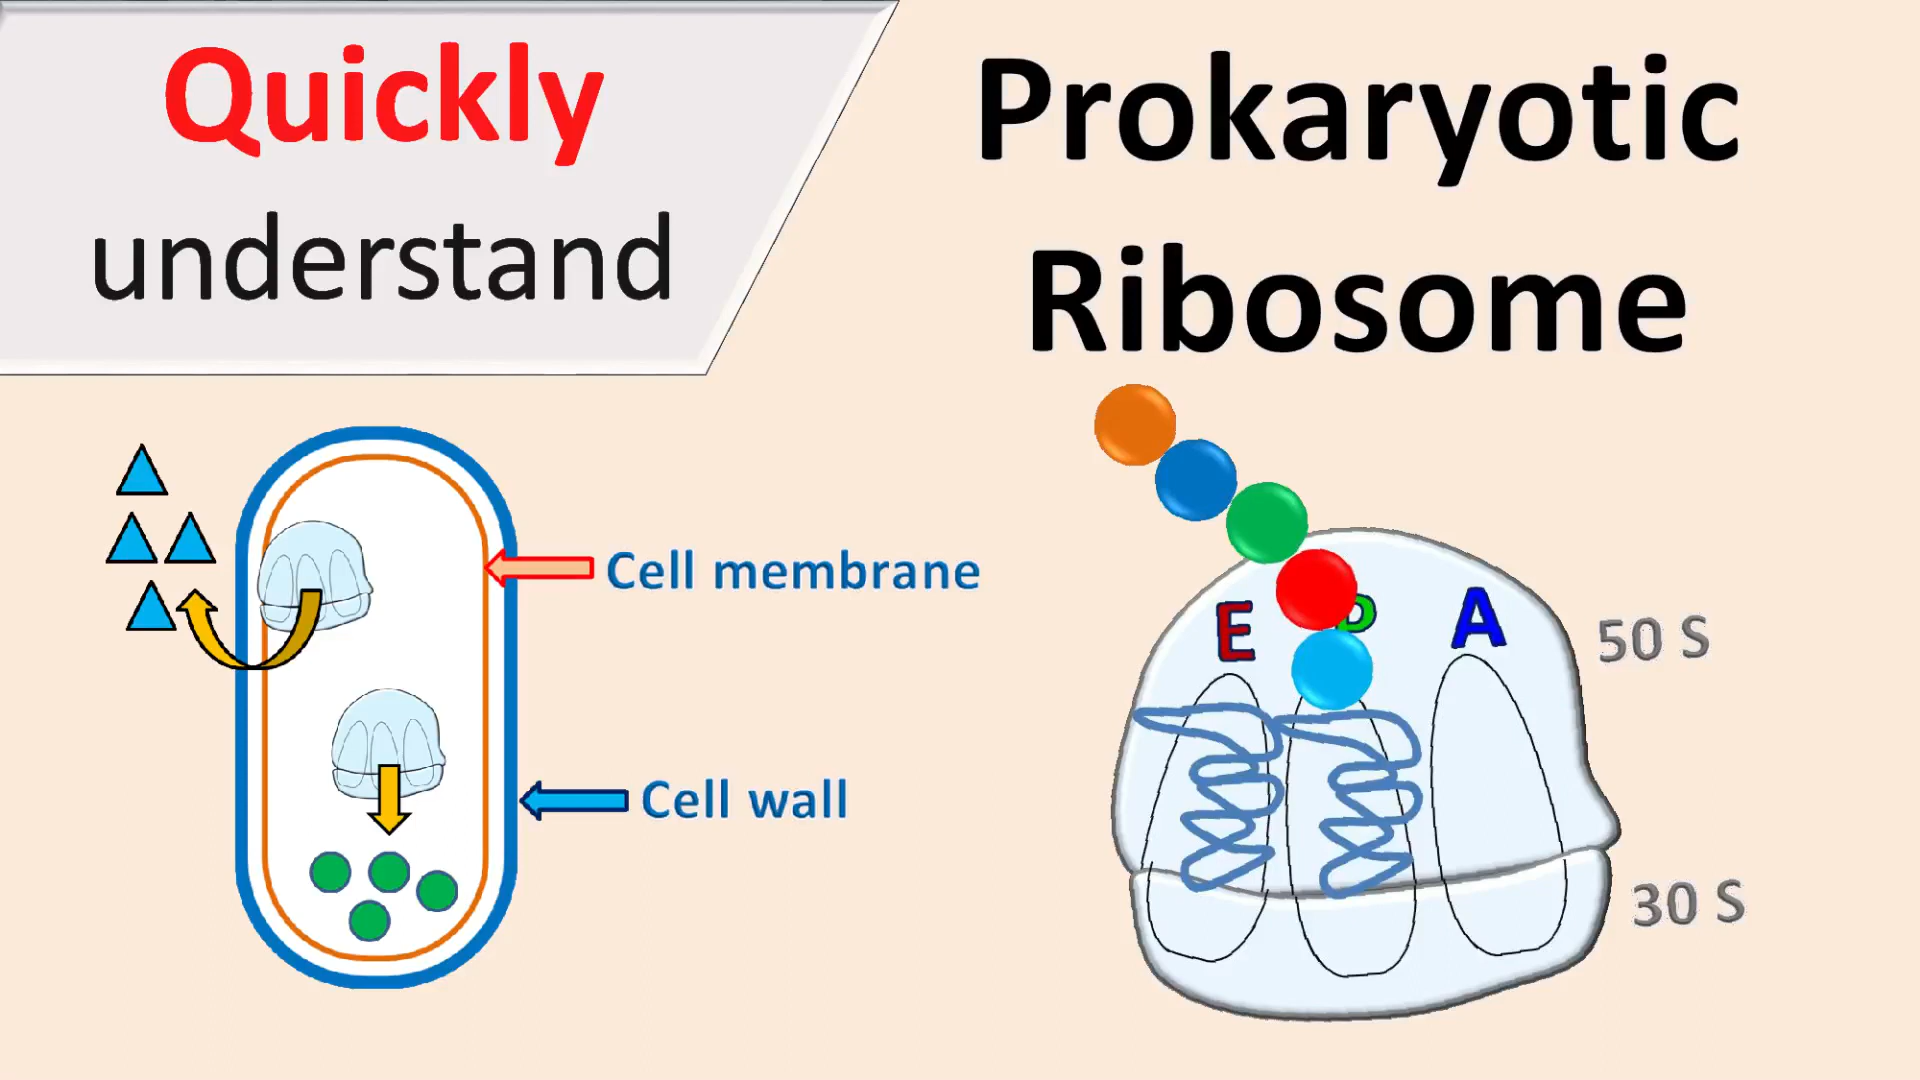 Quickly
understand
Prokaryotic
Ribosome
Cell membrane
Cell wall
E P A
50 S
30 S